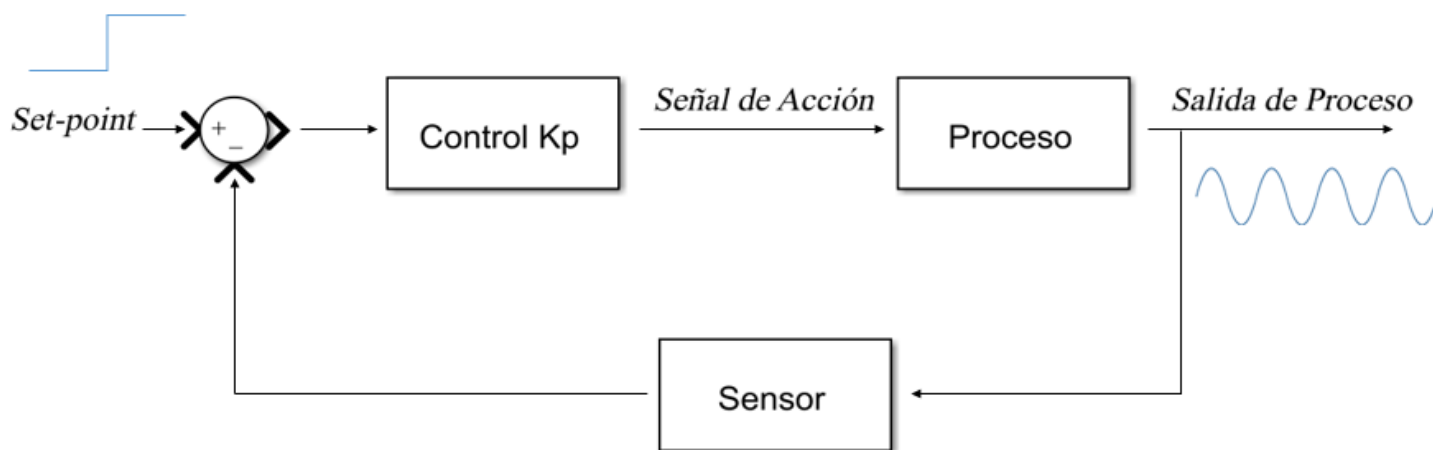 Set-point
+
−
Control Kp
Señal de Acción
Proceso
Salida de Proceso
Sensor